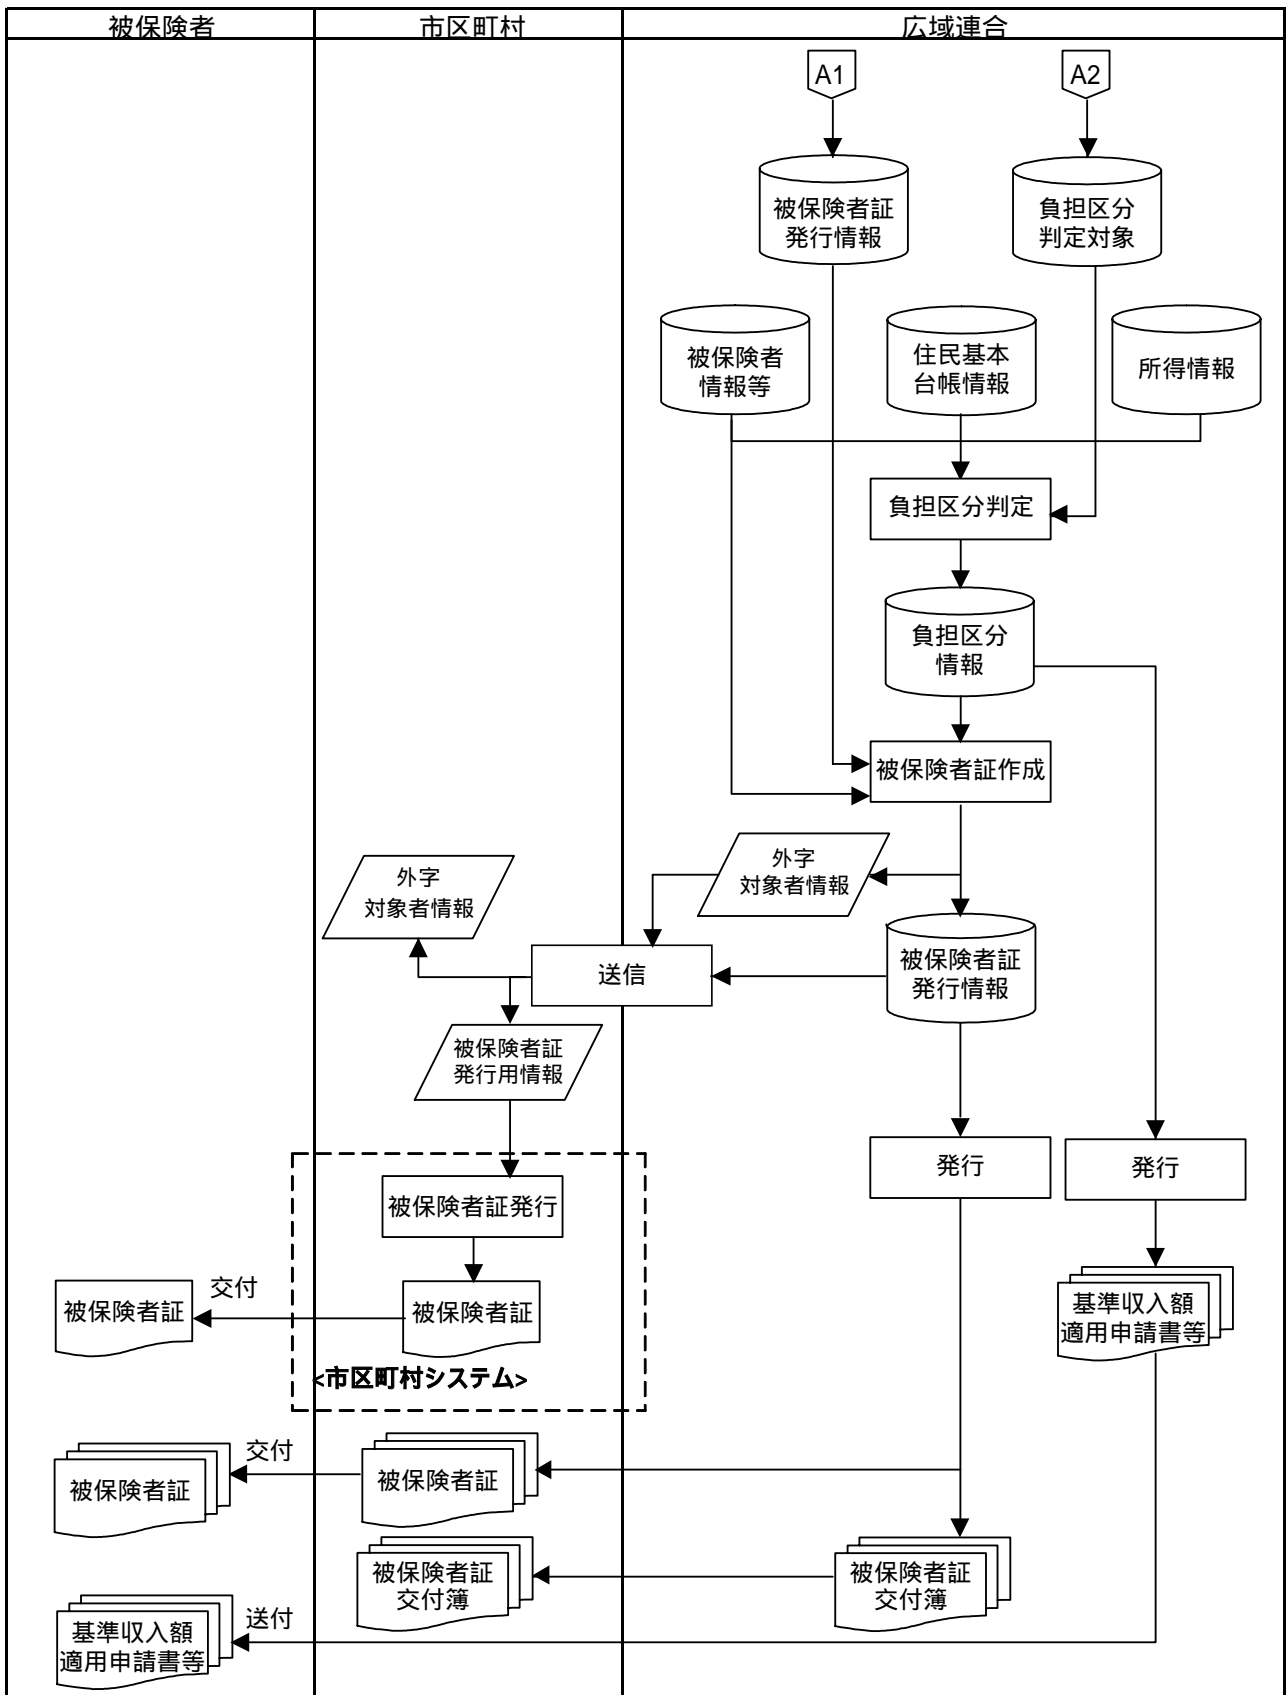 被保険者
市区町村
広域連合
A1
A2
被保険者証
発行情報
負担区分
判定対象
被保険者
情報等
住民基本
台帳情報
所得情報
負担区分判定
負担区分
情報
被保険者証作成
外字
対象者情報
外字
対象者情報
送信
被保険者証
発行情報
被保険者証
発行用情報
発行
発行
被保険者証発行
被保険者証
交付
被保険者証
基準収入額
適用申請書等
<市区町村システム>
被保険者証
交付
被保険者証
被保険者証
交付簿
被保険者証
交付簿
基準収入額
適用申請書等
送付